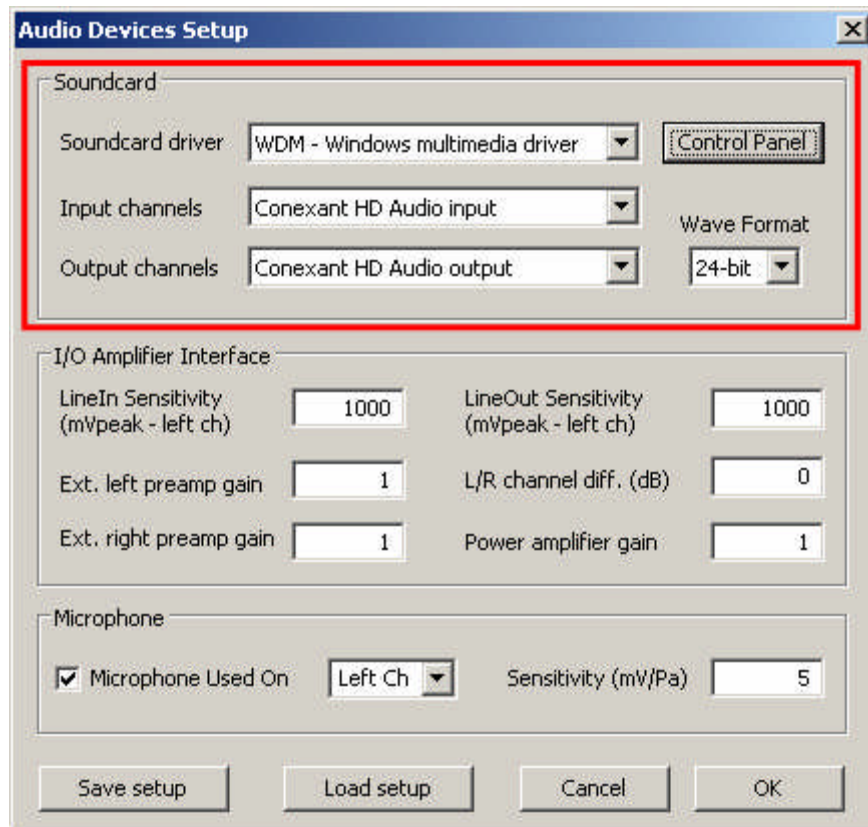 Audio Devices Setup
Soundcard
Soundcard driver WDM - Windows multimedia driver Control Panel
Input channels Conexant HD Audio input
Wave Format
Output channels Conexant HD Audio output 24-bit
I/O Amplifier Interface
LineIn Sensitivity
(mVpeak - left ch) 1000
LineOut Sensitivity
(mVpeak - left ch) 1000
Ext. left preamp gain 1
L/R channel diff. (dB) 0
Ext. right preamp gain 1
Power amplifier gain 1
Microphone
Microphone Used On Left Ch Sensitivity (mV/Pa) 5
Save setup Load setup Cancel OK